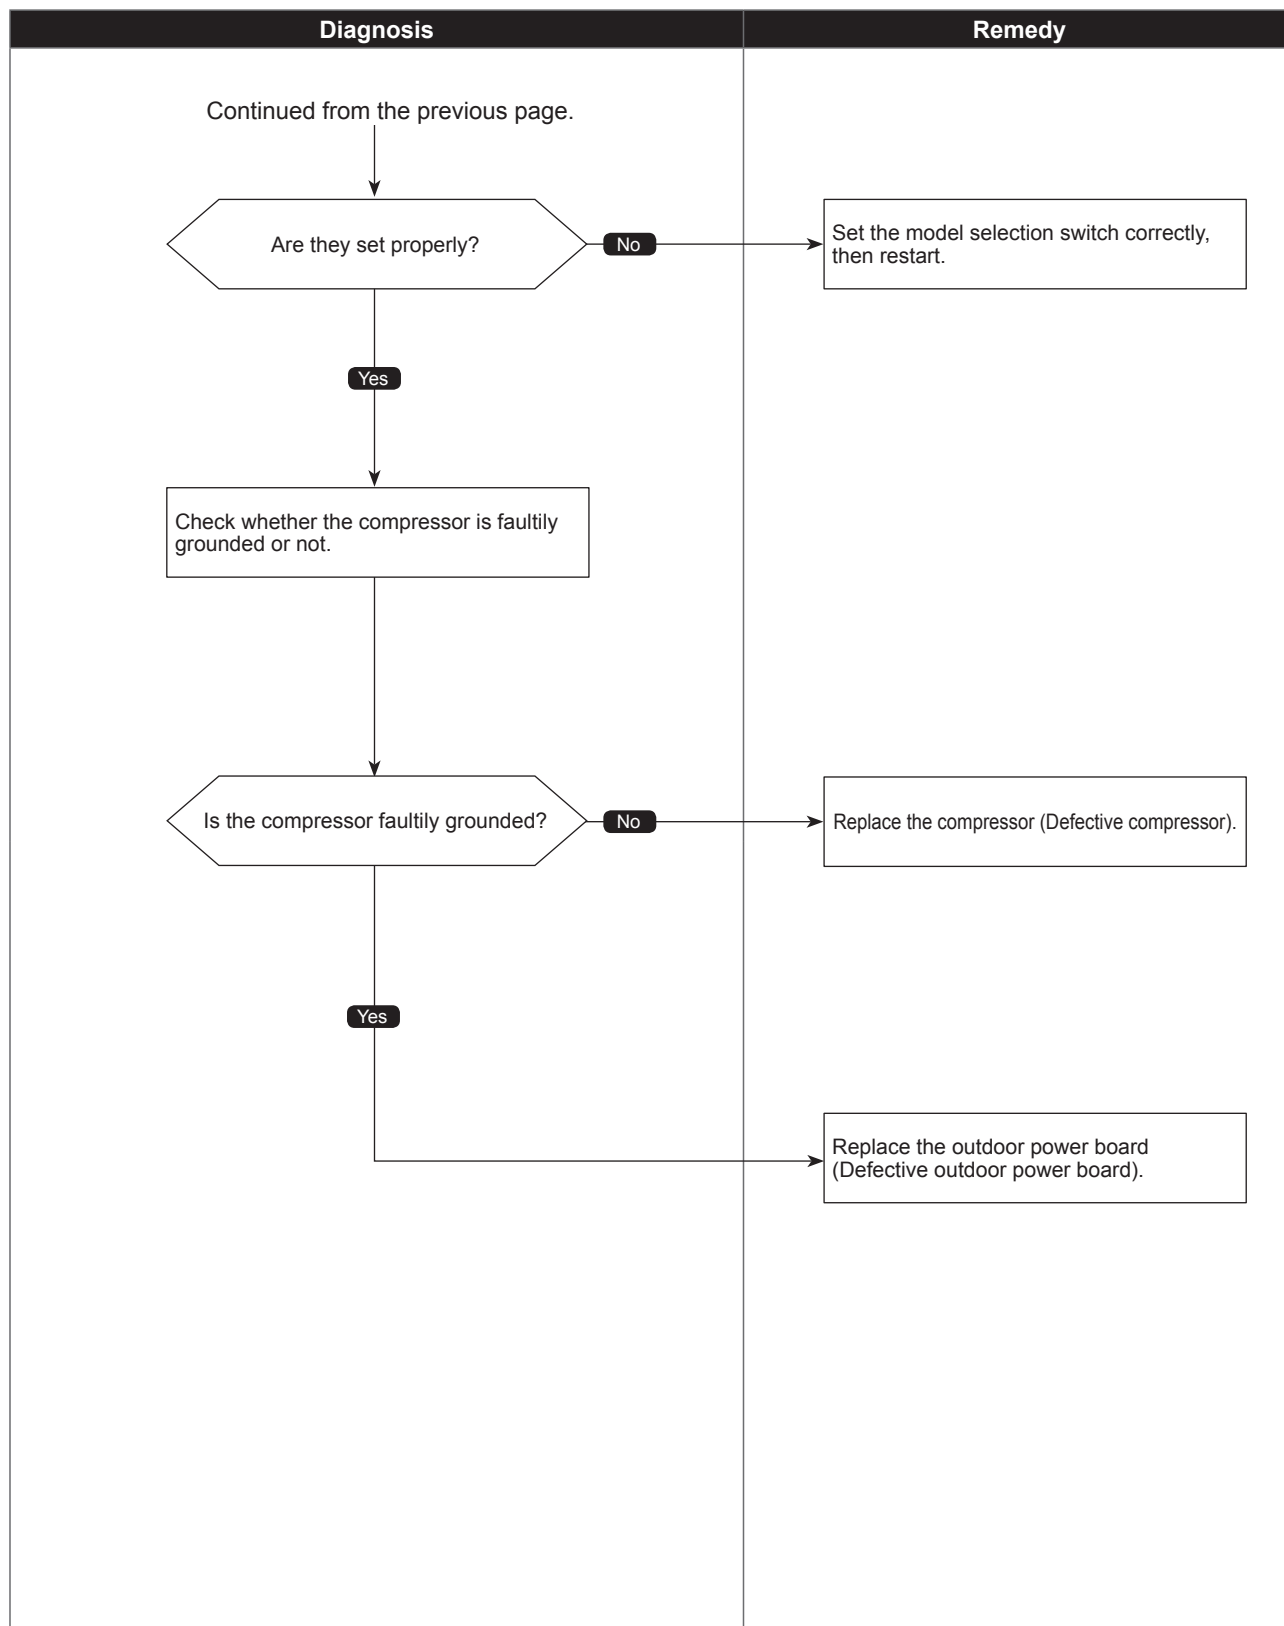 Diagnosis
Remedy
Continued from the previous page.
Are they set properly?
No
Set the model selection switch correctly,
then restart.
Yes
Check whether the compressor is faultily
grounded or not.
Is the compressor faultily grounded?
No
Replace the compressor (Defective compressor).
Yes
Replace the outdoor power board
(Defective outdoor power board).